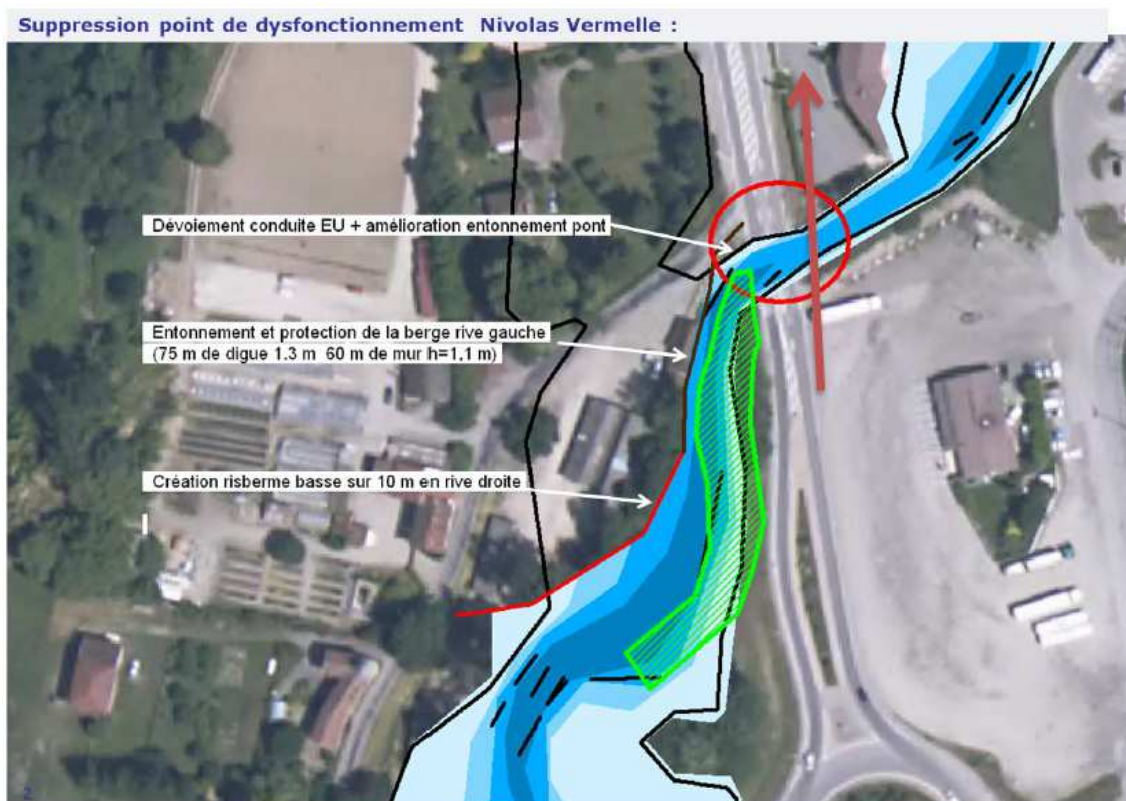 Suppression point de dysfonctionnement Nivolas Vermelle :
Dévoiement conduite EU + amélioration entonnement pont
Entonnement et protection de la berge rive gauche
(75 m de digue 1.3 m 60 m de mur h=1,1 m)
Création risberme basse sur 10 m en rive droite
2